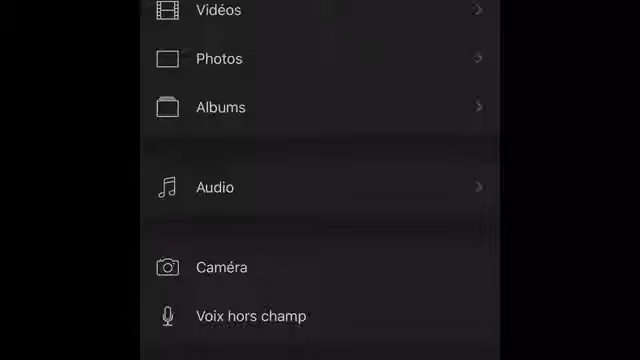 Vidéos
Photos
Albums
Audio
Caméra
Voix hors champ